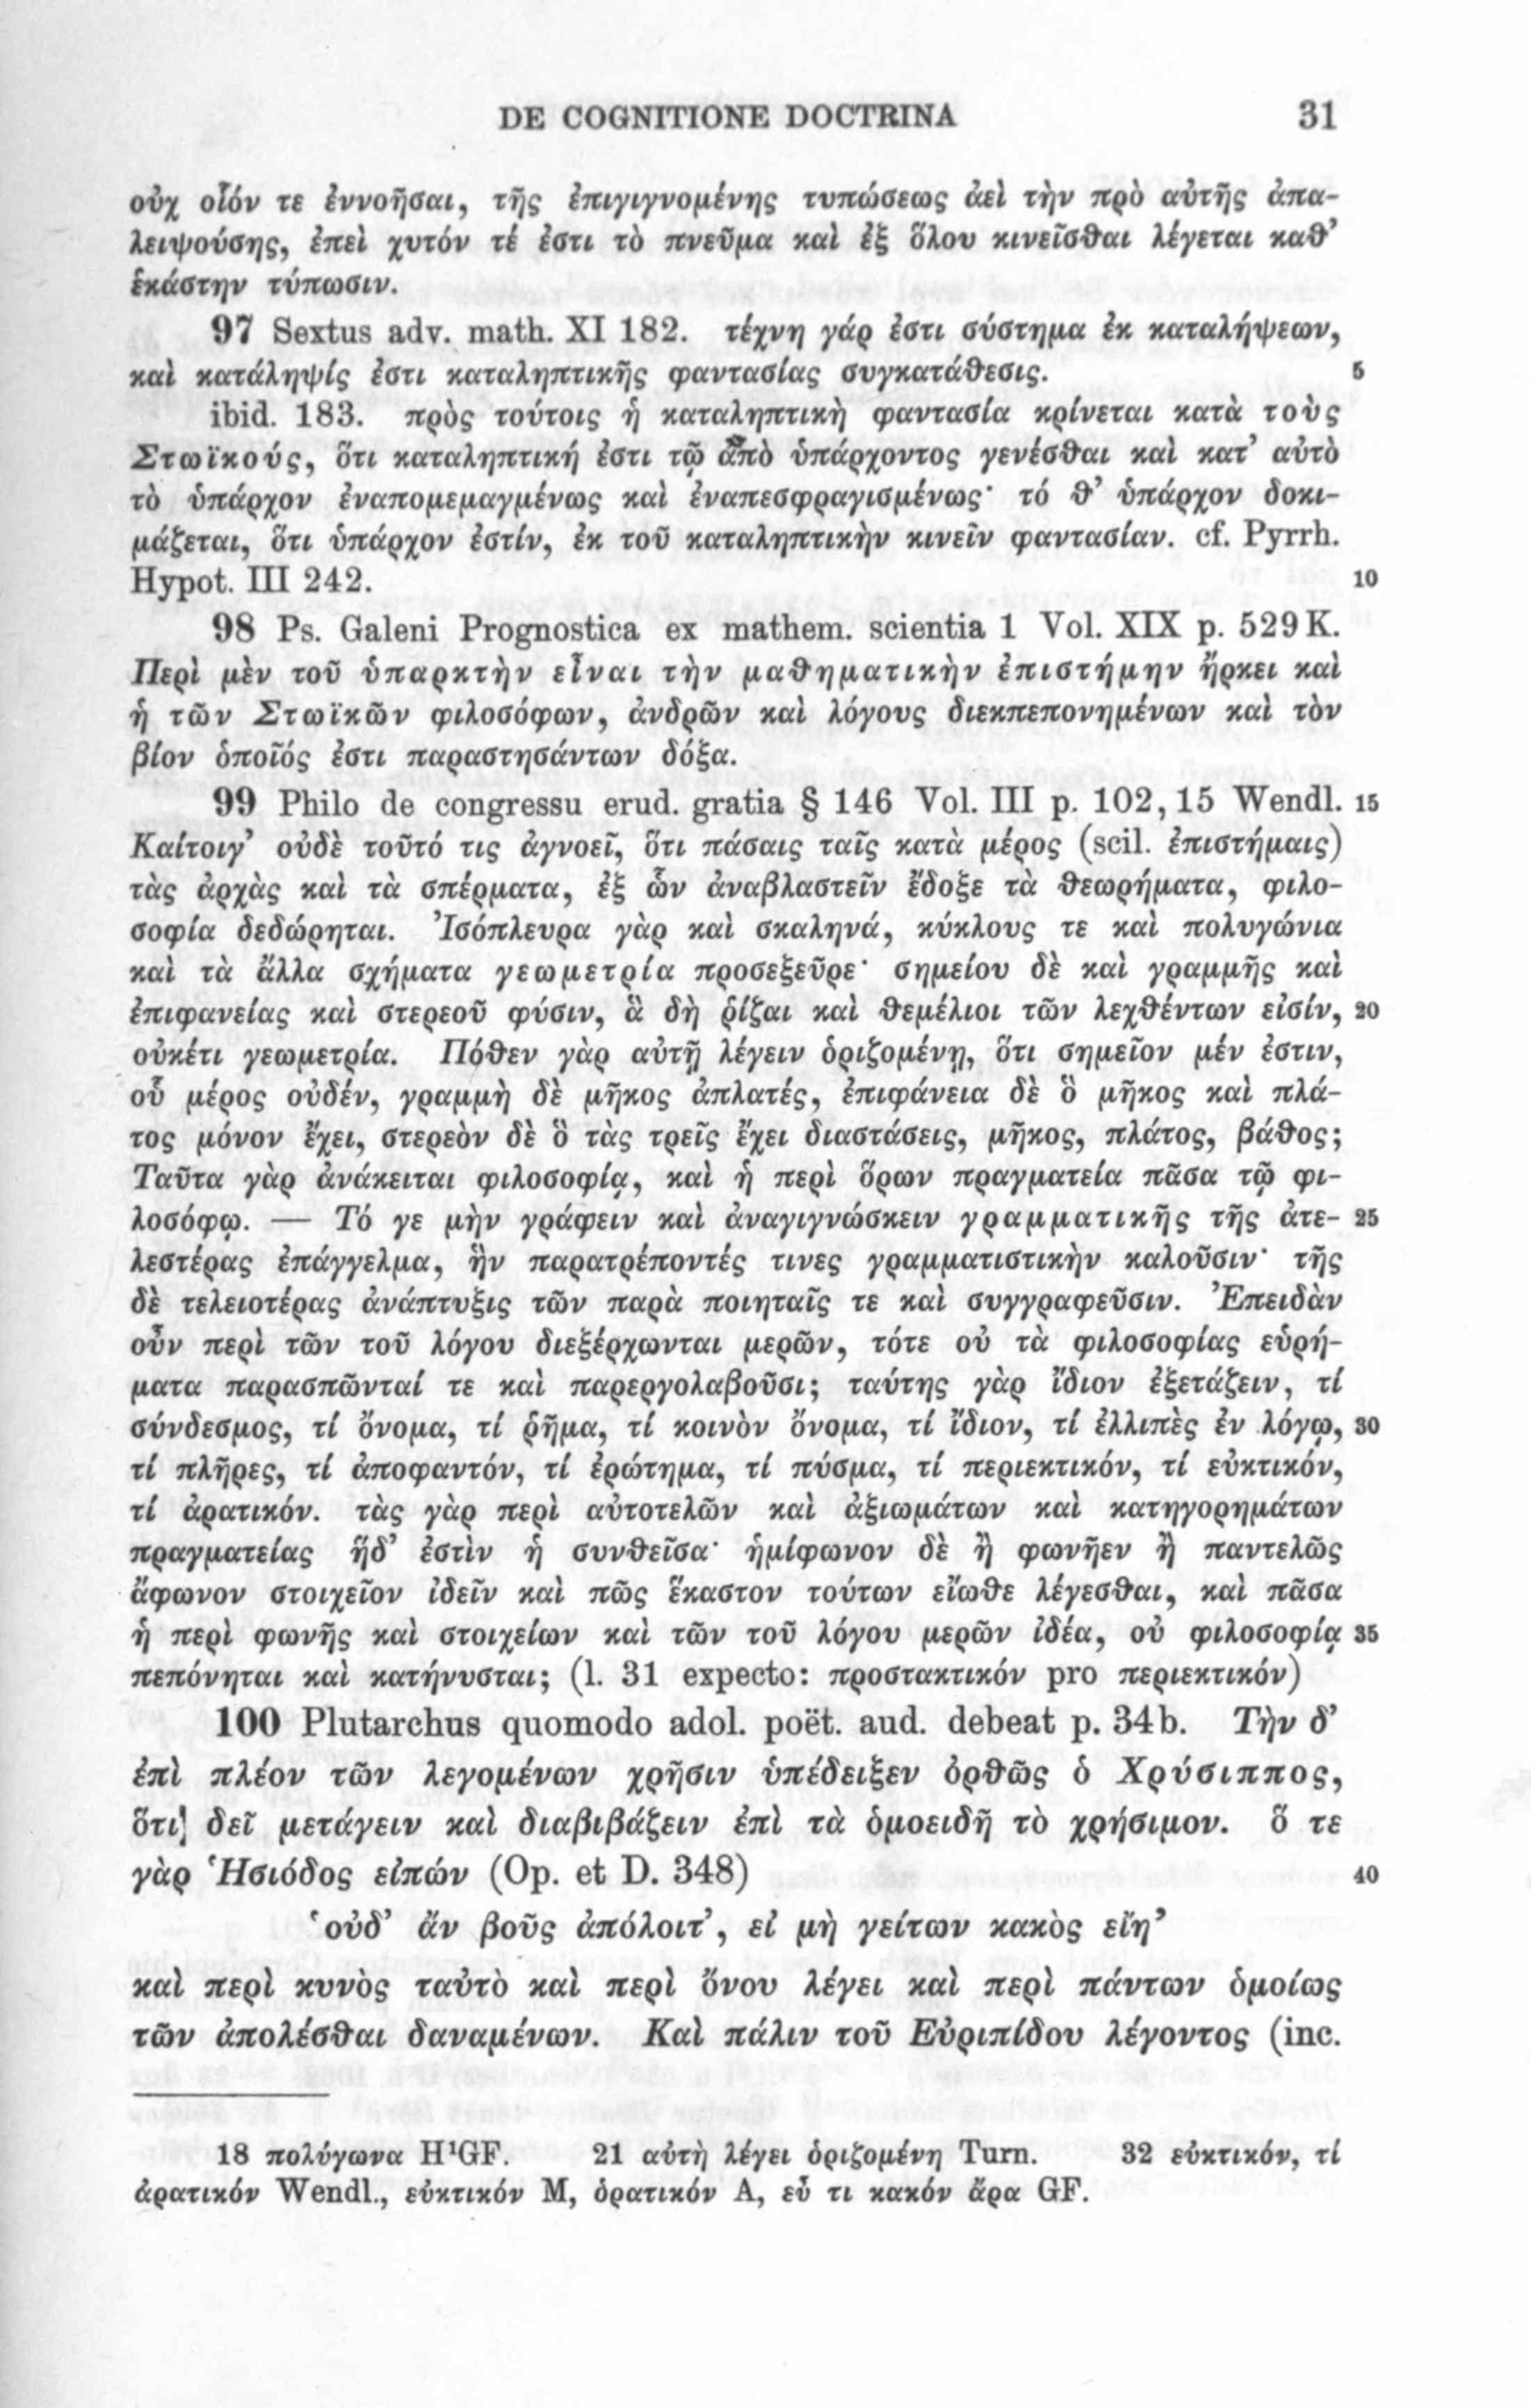 DE COGNITIONE DOCTRINA 31
οὐχ οἷόν τε ἐννοῆσαι, τῆς ἐπιγιγνομένης τυπώσεως ἀεὶ τὴν πρὸ αὐτῆς ἀπα-
λειψούσης, ἐπεὶ χυτόν τέ ἐστι τὸ πνεῦμα καὶ ἐξ ὅλου κινεῖσθαι λέγεται καθ’
ἑκάστην τύπωσιν.
97 Sextus adv. math. XI 182. τέχνη γάρ ἐστι σύστημα ἐκ καταλήψεων,
καὶ κατάληψίς ἐστι καταληπτικῆς φαντασίας συγκατάθεσις. 5
ibid. 183. πρὸς τούτοις ἡ καταληπτικὴ φαντασία κρίνεται κατὰ τοὺς
Στωϊκούς, ὅτι καταληπτική ἐστι τῷ ἀπὸ ὑπάρχοντος γενέσθαι καὶ κατ’ αὐτὸ
τὸ ὑπάρχον ἐναπομεμαγμένως καὶ ἐναπεσφραγισμένως· τό θ’ ὑπάρχον δοκι-
μάζεται, ὅτι ὑπάρχον ἐστίν, ἐκ τοῦ καταληπτικὴν κινεῖν φαντασίαν. cf. Pyrrh.
Hypot. III 242. 10
98 Ps. Galeni Prognostica ex mathem. scientia 1 Vol. XIX p. 529 K.
Περὶ μὲν τοῦ ὑπαρκτὴν εἶναι τὴν μαθηματικὴν ἐπιστήμην ἤρκει καὶ
ἡ τῶν Στωϊκῶν φιλοσόφων, ἀνδρῶν καὶ λόγους διεκπεπονημένων καὶ τὸν
βίον ὁποῖός ἐστι παραστησάντων δόξα.
99 Philo de congressu erud. gratia § 146 Vol. III p. 102, 15 Wendl. 15
Καίτοιγ’ οὐδὲ τοῦτό τις ἀγνοεῖ, ὅτι πάσαις ταῖς κατὰ μέρος (scil. ἐπιστήμαις)
τὰς ἀρχὰς καὶ τὰ σπέρματα, ἐξ ὧν ἀναβλαστεῖν ἔδοξε τὰ θεωρήματα, φιλο-
σοφία δεδώρηται. Ἰσόπλευρα γὰρ καὶ σκαληνά, κύκλους τε καὶ πολυγώνια
καὶ τὰ ἄλλα σχήματα γεωμετρία προσεξεῦρε· σημείου δὲ καὶ γραμμῆς καὶ
ἐπιφανείας καὶ στερεοῦ φύσιν, ἃ δὴ ῥίζαι καὶ θεμέλιοι τῶν λεχθέντων εἰσίν, 20
οὐκέτι γεωμετρία. Πόθεν γὰρ αὐτῇ λέγειν ὁριζομένῃ, ὅτι σημεῖον μέν ἐστιν,
οὗ μέρος οὐδέν, γραμμὴ δὲ μῆκος ἀπλατές, ἐπιφάνεια δὲ ὃ μῆκος καὶ πλά-
τος μόνον ἔχει, στερεὸν δὲ ὃ τὰς τρεῖς ἔχει διαστάσεις, μῆκος, πλάτος, βάθος;
Ταῦτα γὰρ ἀνάκειται φιλοσοφίᾳ, καὶ ἡ περὶ ὅρων πραγματεία πᾶσα τῷ φι-
λοσόφῳ. — Τό γε μὴν γράφειν καὶ ἀναγιγνώσκειν γραμματικῆς τῆς ἀτε- 25
λεστέρας ἐπάγγελμα, ἣν παρατρέποντές τινες γραμματιστικὴν καλοῦσιν· τῆς
δὲ τελειοτέρας ἀνάπτυξις τῶν παρὰ ποιηταῖς τε καὶ συγγραφεῦσιν. Ἐπειδὰν
οὖν περὶ τῶν τοῦ λόγου διεξέρχωνται μερῶν, τότε οὐ τὰ φιλοσοφίας εὑρή-
ματα παρασπῶνταί τε καὶ παρεργολαβοῦσι; ταύτης γὰρ ἴδιον ἐξετάζειν, τί
σύνδεσμος, τί ὄνομα, τί ῥῆμα, τί κοινὸν ὄνομα, τί ἴδιον, τί ἐλλιπὲς ἐν λόγῳ, 30
τί πλῆρες, τί ἀποφαντόν, τί ἐρώτημα, τί πύσμα, τί περιεκτικόν, τί εὐκτικόν,
τί ἀρατικόν. τὰς γὰρ περὶ αὐτοτελῶν καὶ ἀξιωμάτων καὶ κατηγορημάτων
πραγματείας ἥδ’ ἐστὶν ἡ συνθεῖσα· ἡμίφωνον δὲ ἢ φωνῆεν ἢ παντελῶς
ἄφωνον στοιχεῖον ἰδεῖν καὶ πῶς ἕκαστον τούτων εἴωθε λέγεσθαι, καὶ πᾶσα
ἡ περὶ φωνῆς καὶ στοιχείων καὶ τῶν τοῦ λόγου μερῶν ἰδέα, οὐ φιλοσοφίᾳ 35
πεπόνηται καὶ κατήνυσται; (l. 31 expecto: προστακτικόν pro περιεκτικόν)
100 Plutarchus quomodo adol. poët. aud. debeat p. 34b. Τὴν δ’
ἐπὶ πλέον τῶν λεγομένων χρῆσιν ὑπέδειξεν ὀρθῶς ὁ Χρύσιππος,
ὅτι] δεῖ μετάγειν καὶ διαβιβάζειν ἐπὶ τὰ ὁμοειδῆ τὸ χρήσιμον. ὅ τε
γὰρ Ἡσιόδος εἰπών (Op. et D. 348) 40
‘οὐδ’ ἄν βοῦς ἀπόλοιτ’, εἰ μὴ γείτων κακὸς εἴη’
καὶ περὶ κυνὸς ταὐτὸ καὶ περὶ ὄνου λέγει καὶ περὶ πάντων ὁμοίως
τῶν ἀπολέσθαι δαναμένων. Καὶ πάλιν τοῦ Εὐριπίδου λέγοντος (inc.
18 πολύγωνα H¹GF. 21 αὐτὴ λέγει ὁριζομένη Turn. 32 εὐκτικόν, τί
ἀρατικόν Wendl., εὐκτικόν M, ὁρατικόν A, εὖ τι κακόν ἄρα GF.